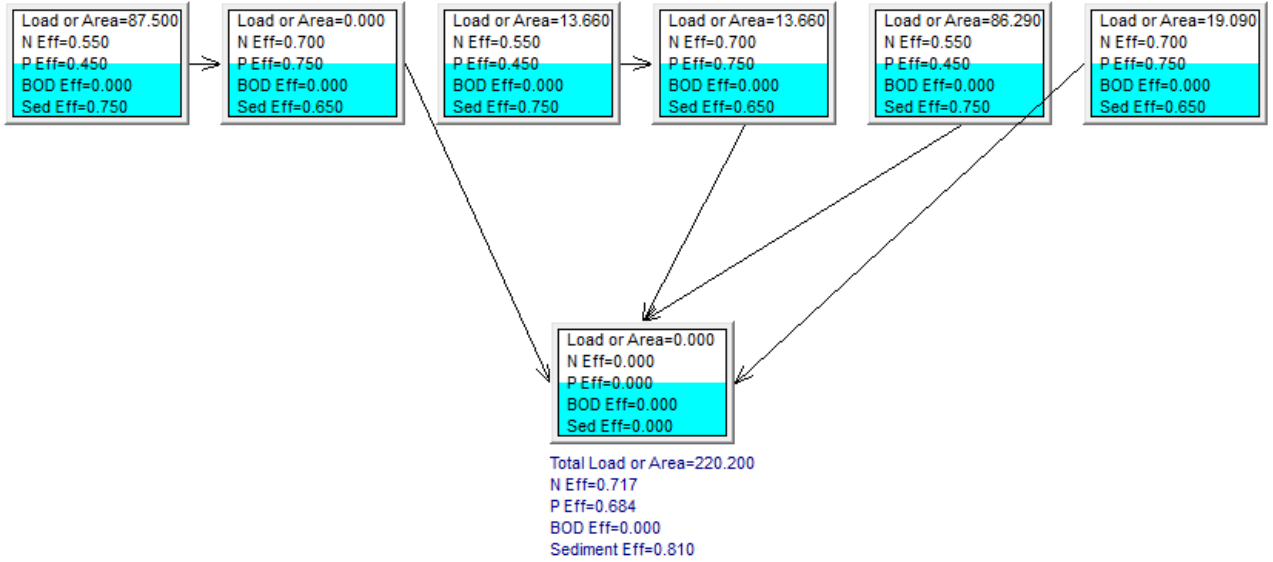 Load or Area=87.500
N Eff=0.550
P Eff=0.450
BOD Eff=0.000
Sed Eff=0.750
Load or Area=0.000
N Eff=0.700
P Eff=0.750
BOD Eff=0.000
Sed Eff=0.650
Load or Area=13.660
N Eff=0.550
P Eff=0.450
BOD Eff=0.000
Sed Eff=0.750
Load or Area=13.660
N Eff=0.700
P Eff=0.750
BOD Eff=0.000
Sed Eff=0.650
Load or Area=86.290
N Eff=0.550
P Eff=0.450
BOD Eff=0.000
Sed Eff=0.750
Load or Area=19.090
N Eff=0.700
P Eff=0.750
BOD Eff=0.000
Sed Eff=0.650
Load or Area=0.000
N Eff=0.000
P Eff=0.000
BOD Eff=0.000
Sed Eff=0.000
Total Load or Area=220.200
N Eff=0.717
P Eff=0.684
BOD Eff=0.000
Sediment Eff=0.810